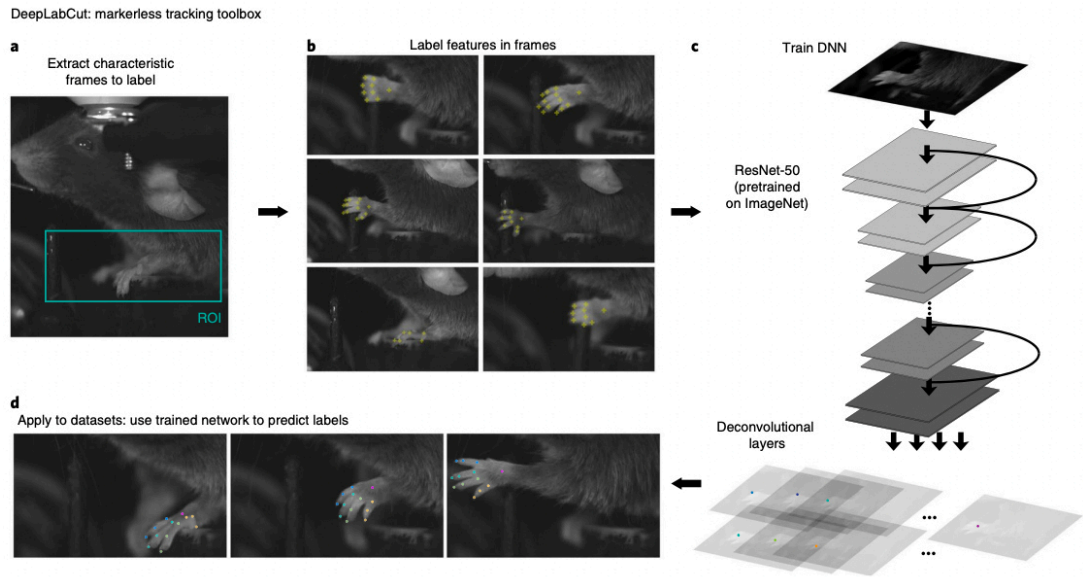 DeepLabCut: markerless tracking toolbox
a
Extract characteristic
frames to label
ROI
b
Label features in frames
c
Train DNN
ResNet-50
(pretrained
on ImageNet)
Deconvolutional
layers
d
Apply to datasets: use trained network to predict labels